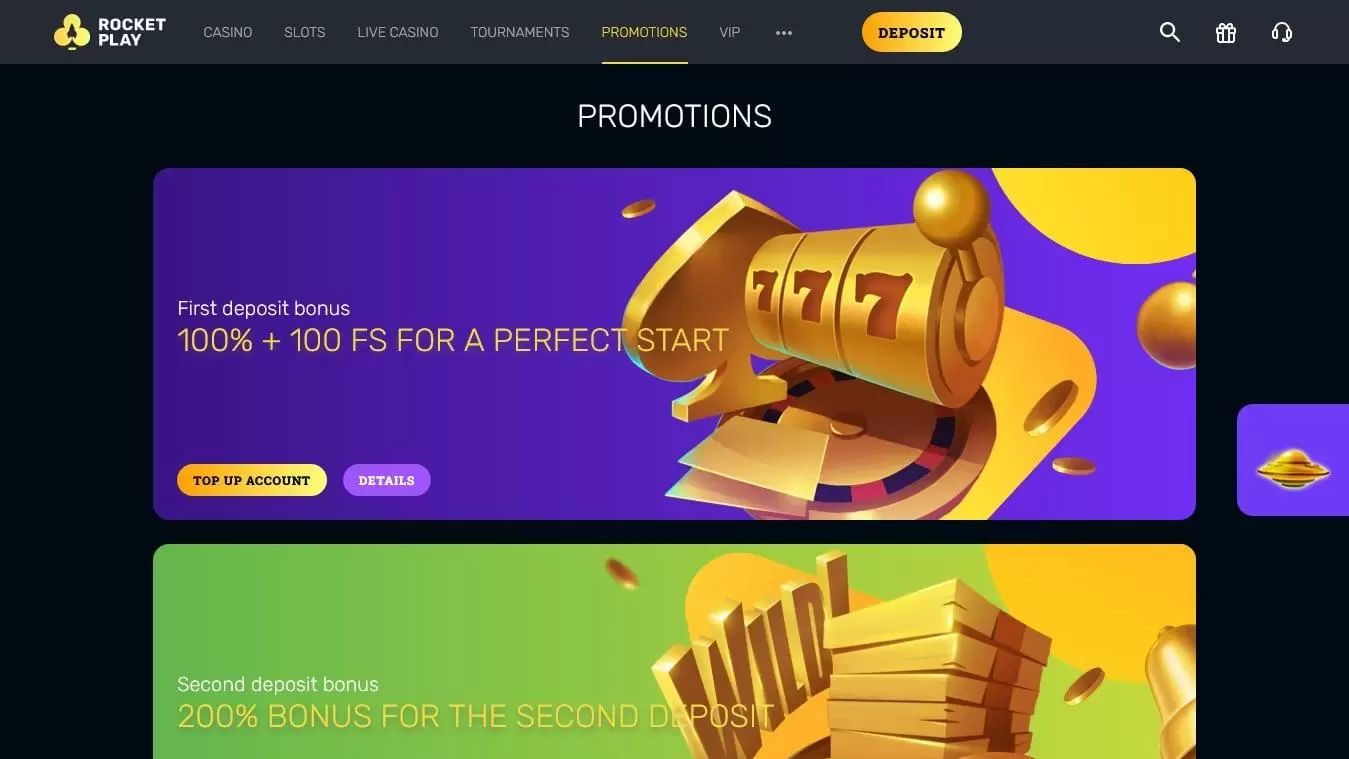 ROCKET
PLAY
CASINO
SLOTS
LIVE CASINO
TOURNAMENTS
PROMOTIONS
VIP
•••
DEPOSIT
PROMOTIONS
777
First deposit bonus
100% + 100 FS FOR A PERFECT START
TOP UP ACCOUNT
DETAILS
WILD!
Second deposit bonus
200% BONUS FOR THE SECOND DEPOSIT